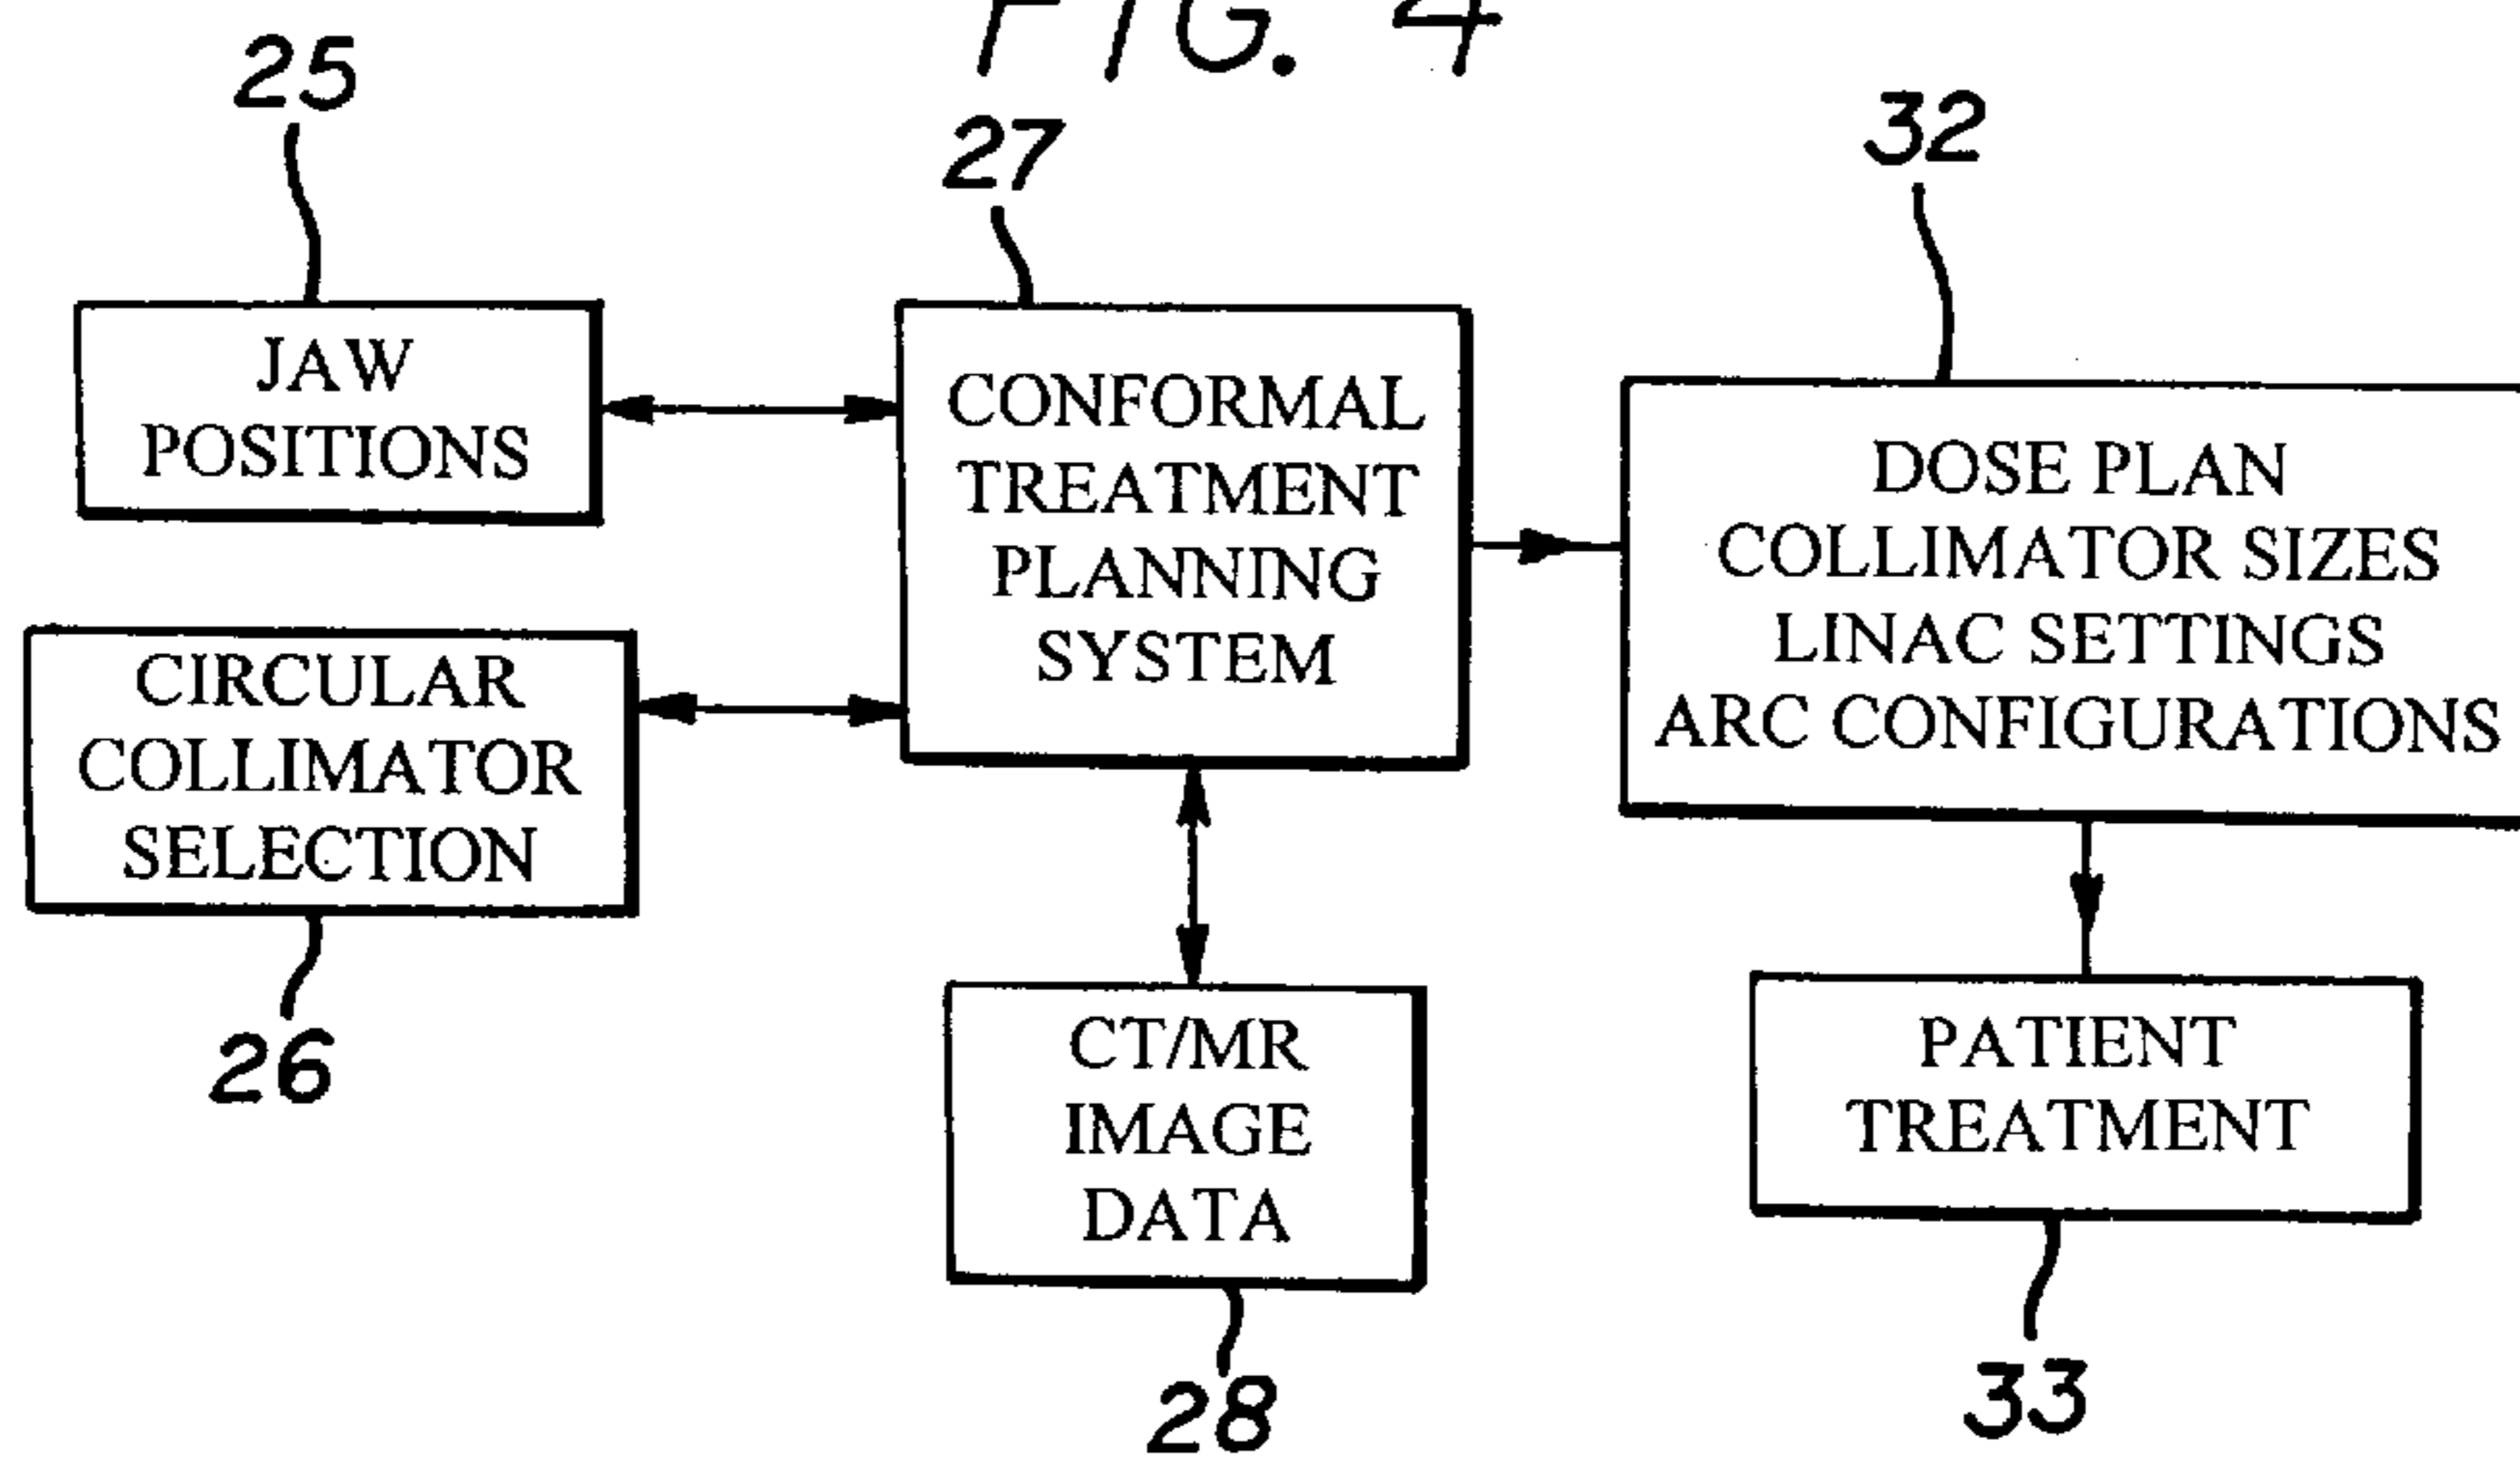 FIG. 4
25
27
32
JAW
POSITIONS
CONFORMAL
TREATMENT
PLANNING
SYSTEM
DOSE PLAN
COLLIMATOR SIZES
LINAC SETTINGS
ARC CONFIGURATIONS
CIRCULAR
COLLIMATOR
SELECTION
26
CT/MR
IMAGE
DATA
28
PATIENT
TREATMENT
33